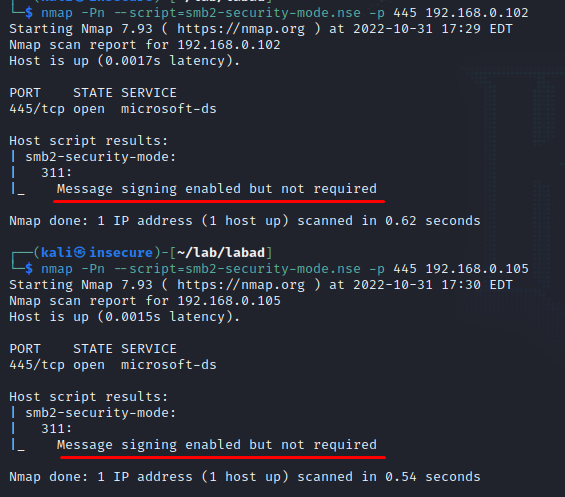 └─$ nmap -Pn --script=smb2-security-mode.nse -p 445 192.168.0.102
Starting Nmap 7.93 ( https://nmap.org ) at 2022-10-31 17:29 EDT
Nmap scan report for 192.168.0.102
Host is up (0.0017s latency).
PORT    STATE SERVICE
445/tcp open  microsoft-ds
Host script results:
| smb2-security-mode:
|   311:
|_    Message signing enabled but not required
Nmap done: 1 IP address (1 host up) scanned in 0.62 seconds
┌──(kali㉿insecure)-[~/lab/labad]
└─$ nmap -Pn --script=smb2-security-mode.nse -p 445 192.168.0.105
Starting Nmap 7.93 ( https://nmap.org ) at 2022-10-31 17:30 EDT
Nmap scan report for 192.168.0.105
Host is up (0.0015s latency).
PORT    STATE SERVICE
445/tcp open  microsoft-ds
Host script results:
| smb2-security-mode:
|   311:
|_    Message signing enabled but not required
Nmap done: 1 IP address (1 host up) scanned in 0.54 seconds